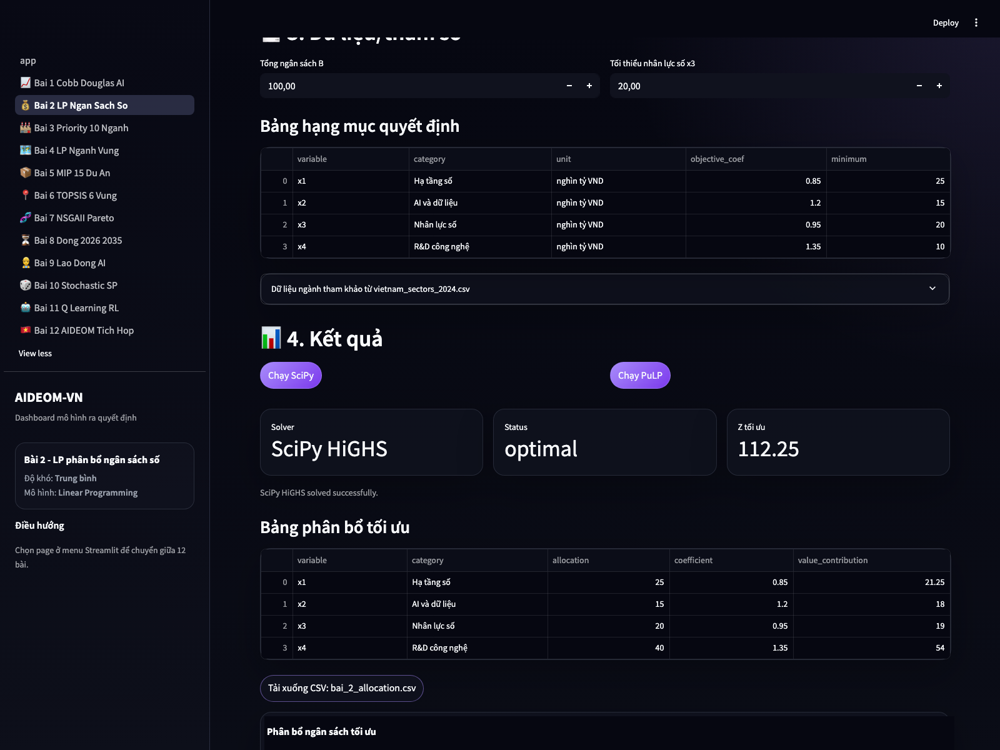 Deploy
app
Bai 1 Cobb Douglas AI
Bai 2 LP Ngan Sach So
Bai 3 Priority 10 Nganh
Bai 4 LP Nganh Vung
Bai 5 MIP 15 Du An
Bai 6 TOPSIS 6 Vung
Bai 7 NSGAII Pareto
Bai 8 Dong 2026 2035
Bai 9 Lao Dong AI
Bai 10 Stochastic SP
Bai 11 Q Learning RL
Bai 12 AIDEOM Tich Hop
View less
AIDEOM-VN
Dashboard mô hình ra quyết định
Bài 2 - LP phân bổ ngân sách số
Độ khó: Trung bình
Mô hình: Linear Programming
Điều hướng
Chọn page ở menu Streamlit để chuyển giữa 12
bài.
3. Dữ liệu/tham số
Tổng ngân sách B
Tối thiểu nhân lực số x3
100,00 − +
20,00 − +
Bảng hạng mục quyết định
variable category unit objective_coef minimum
0 x1 Hạ tầng số nghìn tỷ VND 0.85 25
1 x2 AI và dữ liệu nghìn tỷ VND 1.2 15
2 x3 Nhân lực số nghìn tỷ VND 0.95 20
3 x4 R&D công nghệ nghìn tỷ VND 1.35 10
Dữ liệu ngành tham khảo từ vietnam_sectors_2024.csv
4. Kết quả
Chạy SciPy
Chạy PuLP
Solver
SciPy HiGHS
Status
optimal
Z tối ưu
112.25
SciPy HiGHS solved successfully.
Bảng phân bổ tối ưu
variable category allocation coefficient value_contribution
0 x1 Hạ tầng số 25 0.85 21.25
1 x2 AI và dữ liệu 15 1.2 18
2 x3 Nhân lực số 20 0.95 19
3 x4 R&D công nghệ 40 1.35 54
Tải xuống CSV: bai_2_allocation.csv
Phân bổ ngân sách tối ưu